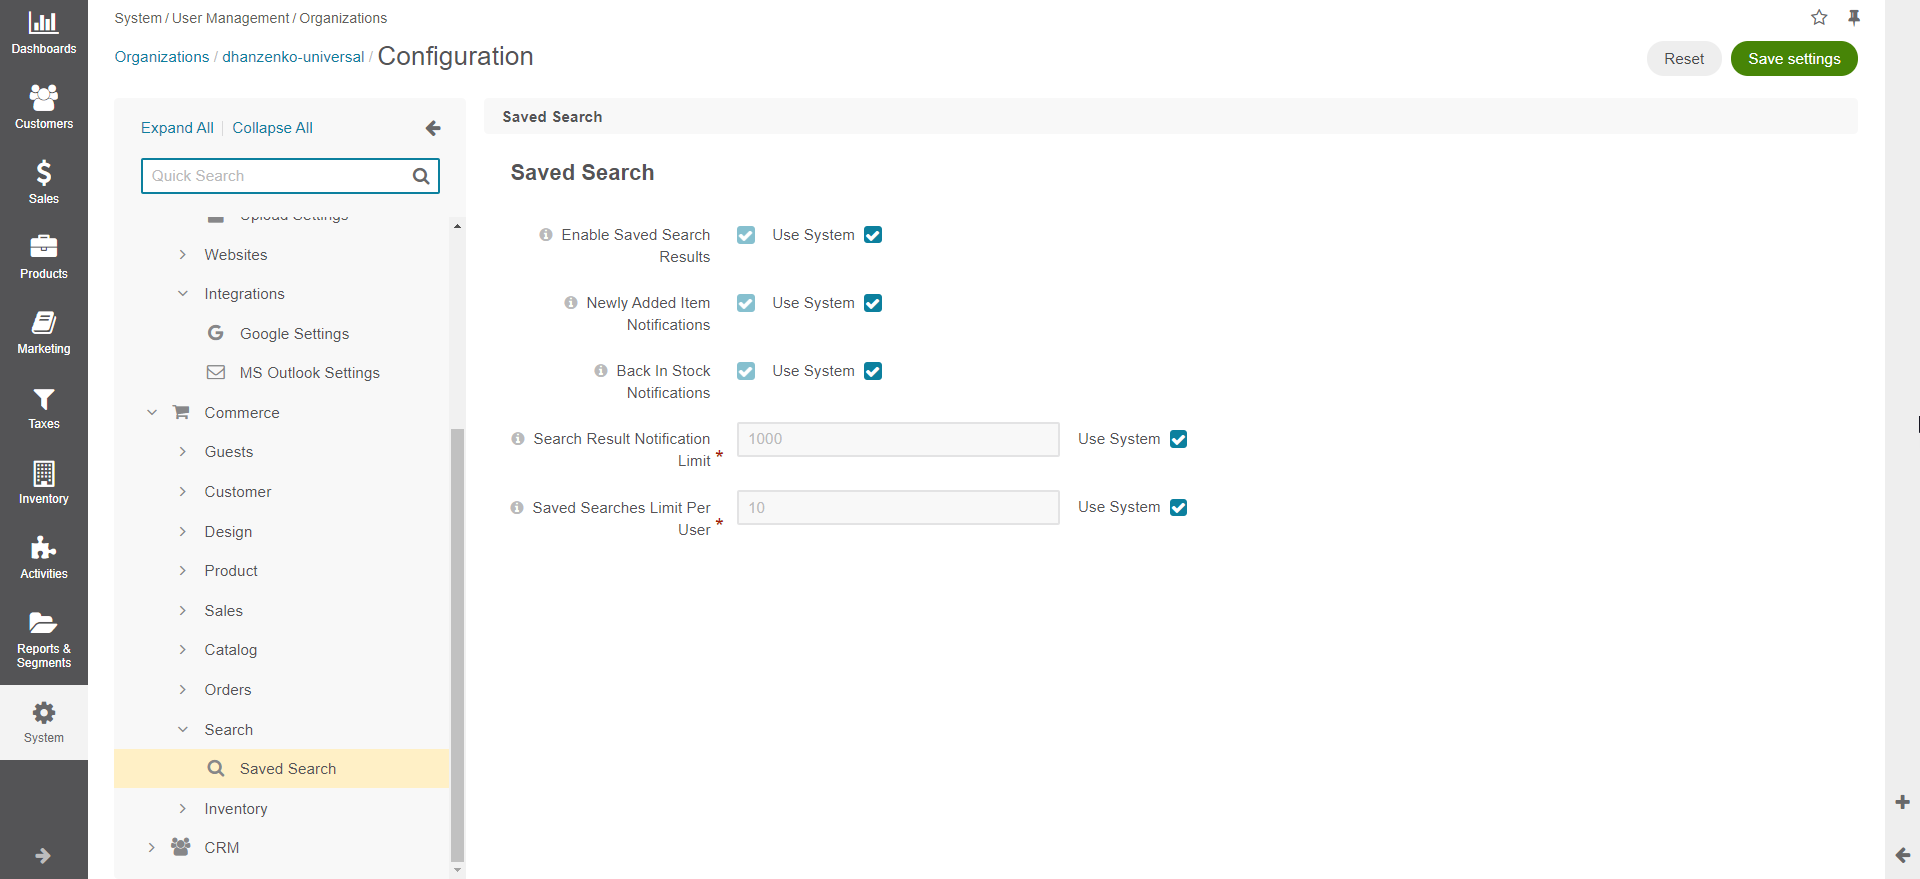 Dashboards
Customers
Sales
Products
Marketing
Taxes
Inventory
Activities
Reports &
Segments
System
System / User Management / Organizations
Organizations / dhanzenko-universal / Configuration
Reset
Save settings
Expand All | Collapse All
Quick Search
Upload Settings
Websites
Integrations
Google Settings
MS Outlook Settings
Commerce
Guests
Customer
Design
Product
Sales
Catalog
Orders
Search
Saved Search
Inventory
CRM
Saved Search
Saved Search
Enable Saved Search
Results
Use System
Newly Added Item
Notifications
Use System
Back In Stock
Notifications
Use System
Search Result Notification
Limit *
1000
Use System
Saved Searches Limit Per
User *
10
Use System